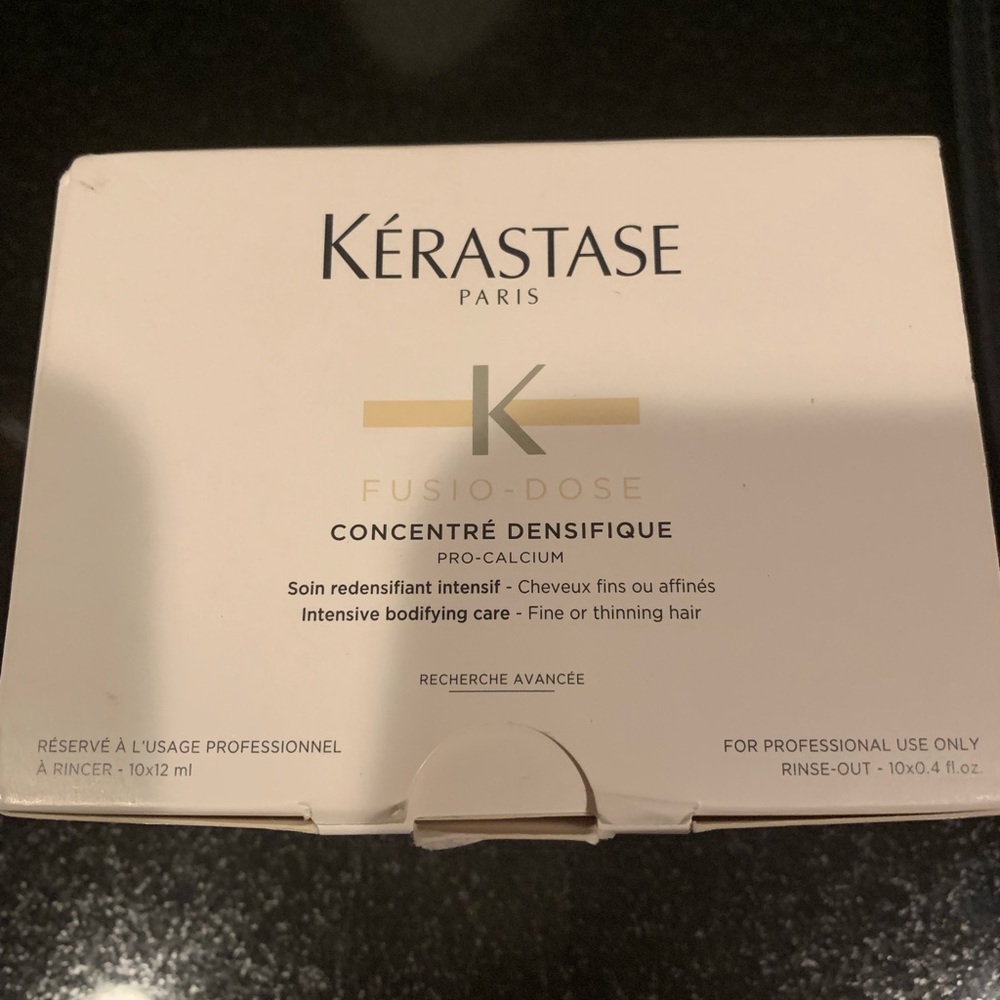 KÉRASTASE
PARIS
K
FUSIO-DOSE
CONCENTRÉ DENSIFIQUE
PRO-CALCIUM
Soin redensifiant intensif - Cheveux fins ou affinés
Intensive bodifying care - Fine or thinning hair
RECHERCHE AVANCÉE
RÉSERVÉ À L'USAGE PROFESSIONNEL
À RINCER - 10x12 ml
FOR PROFESSIONAL USE ONLY
RINSE-OUT - 10x0.4 fl.oz.